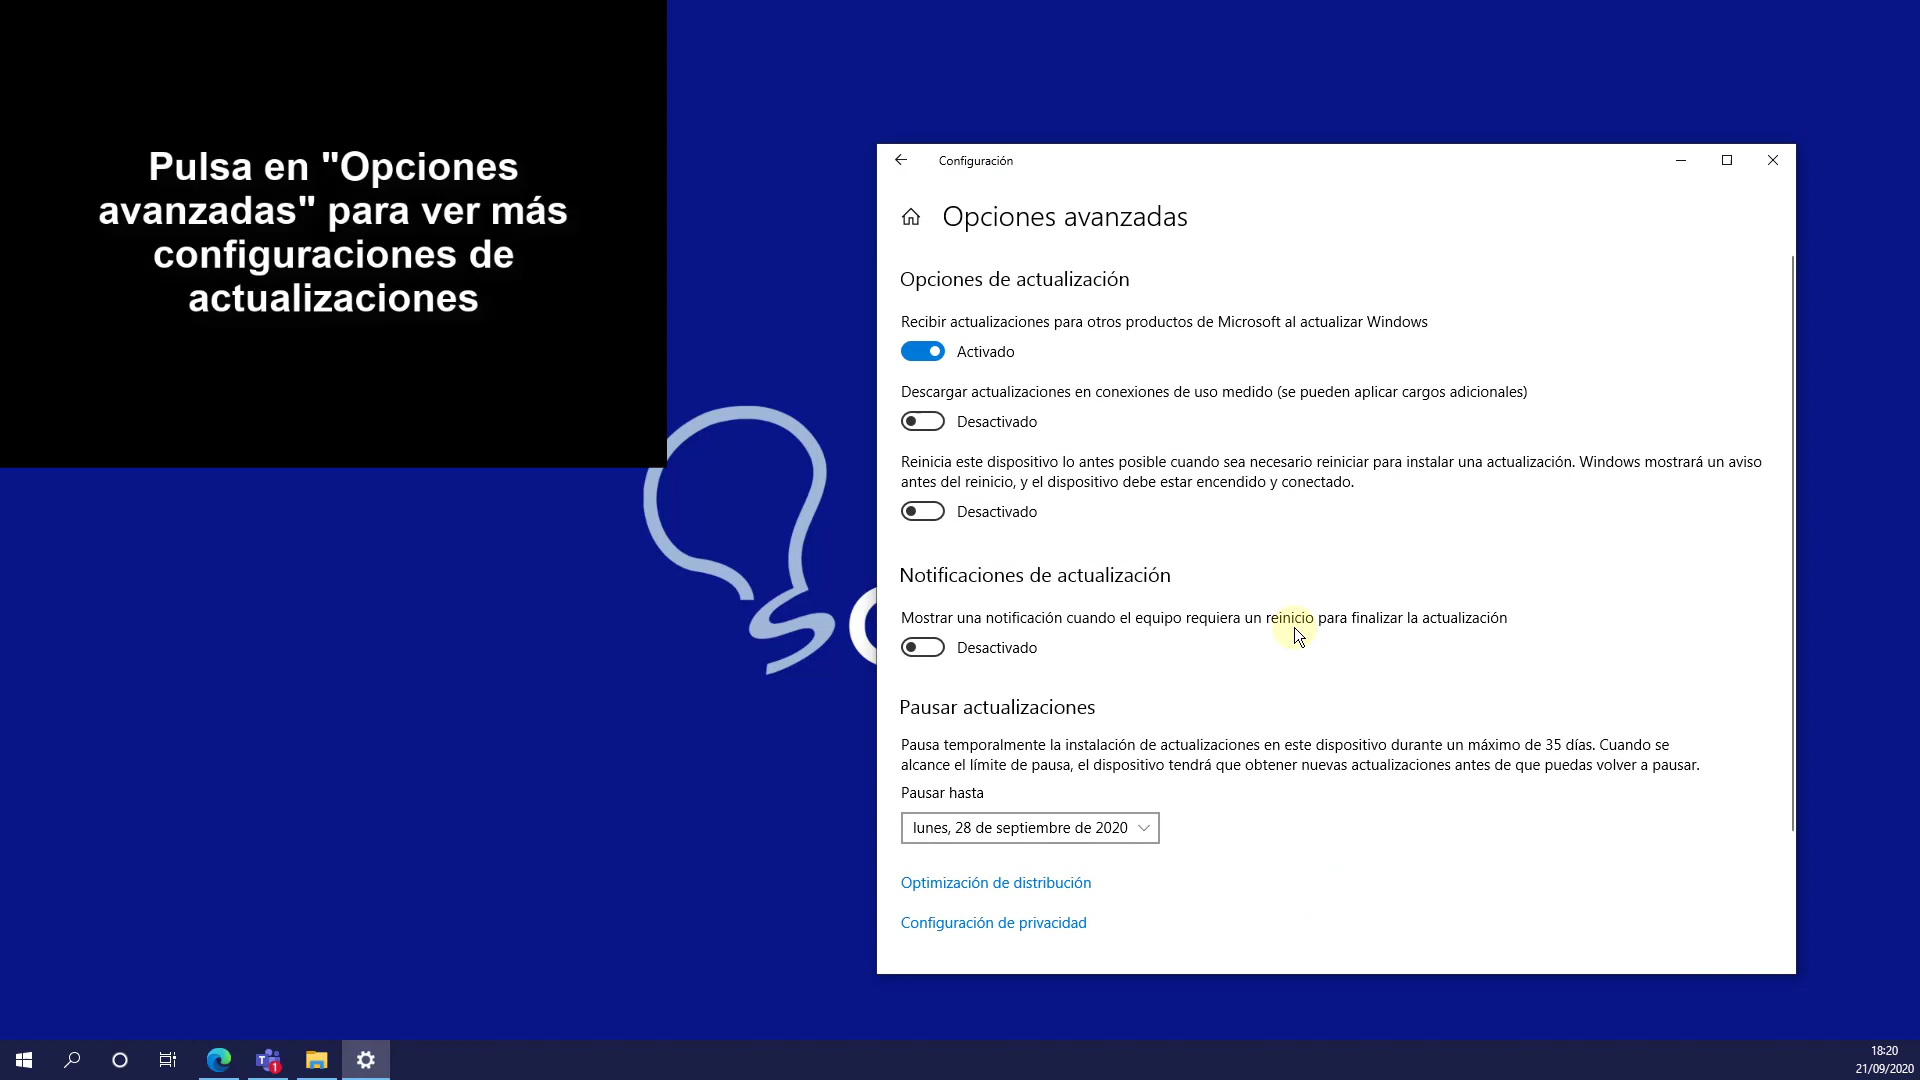 Pulsa en "Opciones
avanzadas" para ver más
configuraciones de
actualizaciones
Configuración
Opciones avanzadas
Opciones de actualización
Recibir actualizaciones para otros productos de Microsoft al actualizar Windows
Activado
Descargar actualizaciones en conexiones de uso medido (se pueden aplicar cargos adicionales)
Desactivado
Reinicia este dispositivo lo antes posible cuando sea necesario reiniciar para instalar una actualización. Windows mostrará un aviso
antes del reinicio, y el dispositivo debe estar encendido y conectado.
Desactivado
Notificaciones de actualización
Mostrar una notificación cuando el equipo requiera un reinicio para finalizar la actualización
Desactivado
Pausar actualizaciones
Pausa temporalmente la instalación de actualizaciones en este dispositivo durante un máximo de 35 días. Cuando se
alcance el límite de pausa, el dispositivo tendrá que obtener nuevas actualizaciones antes de que puedas volver a pausar.
Pausar hasta
lunes, 28 de septiembre de 2020
Optimización de distribución
Configuración de privacidad
T 1
18:20
21/09/2020